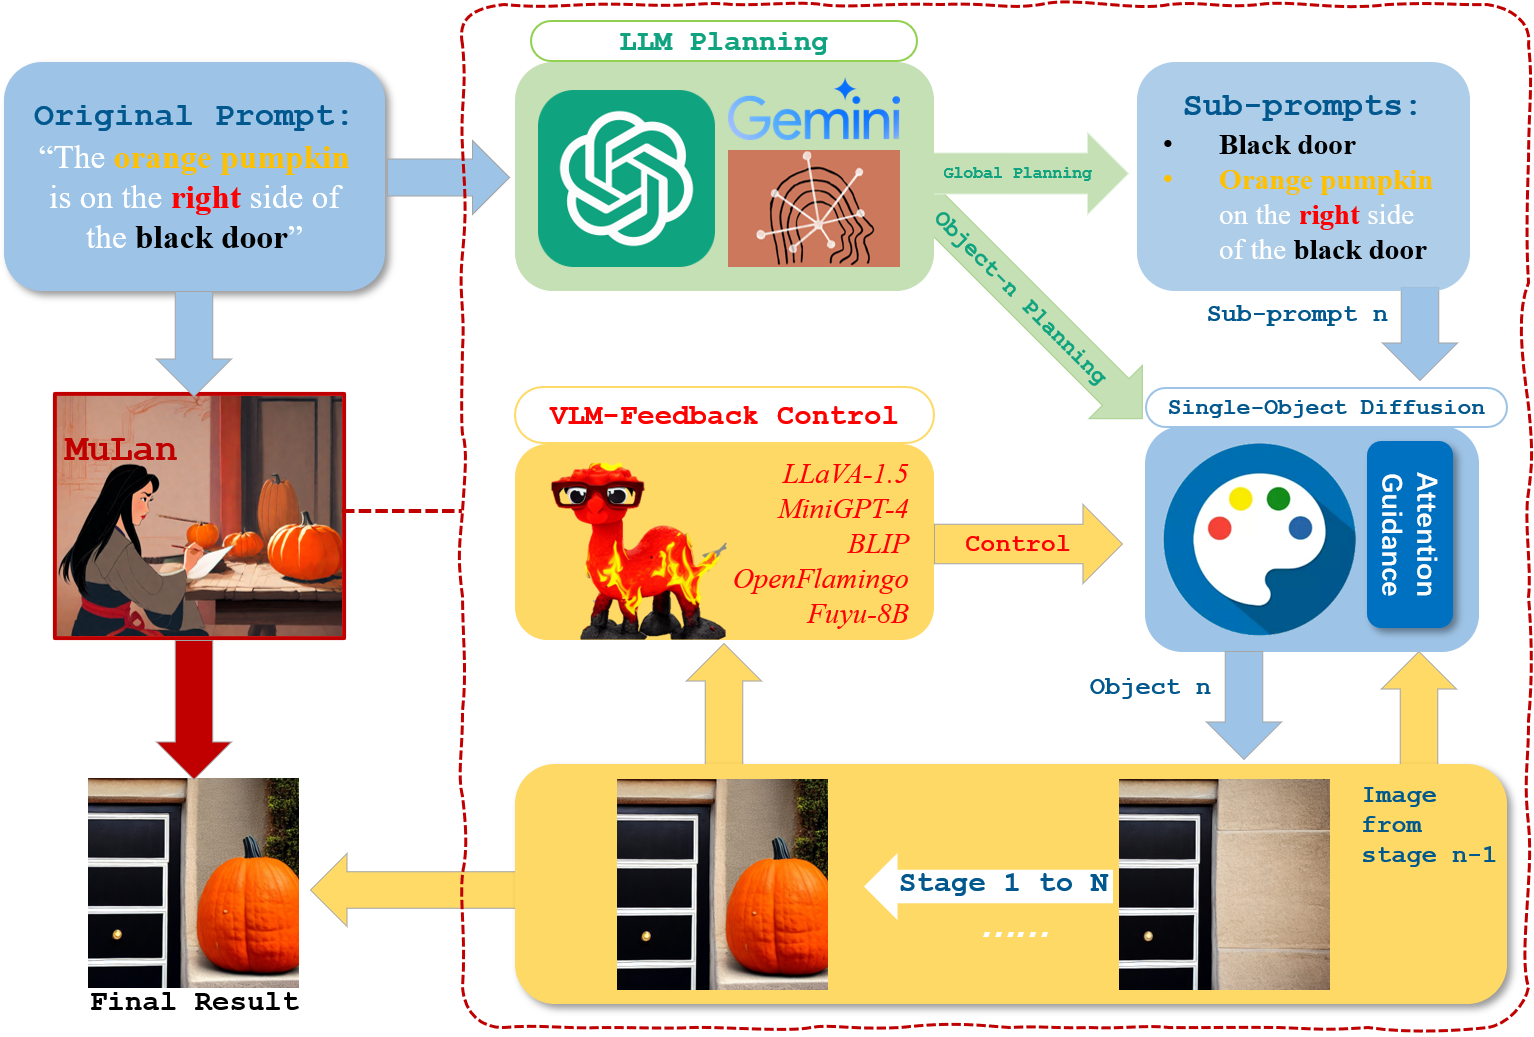 LLM Planning
Original Prompt:
“The orange pumpkin
is on the right side of
the black door”
Gemini
Global Planning
Object-n Planning
Sub-prompts:
• Black door
• Orange pumpkin
on the right side
of the black door
Sub-prompt n
MuLan
VLM-Feedback Control
LLaVA-1.5
MiniGPT-4
BLIP
OpenFlamingo
Fuyu-8B
Control
Single-Object Diffusion
Attention
Guidance
Object n
Image
from
stage n-1
Stage 1 to N
......
Final Result